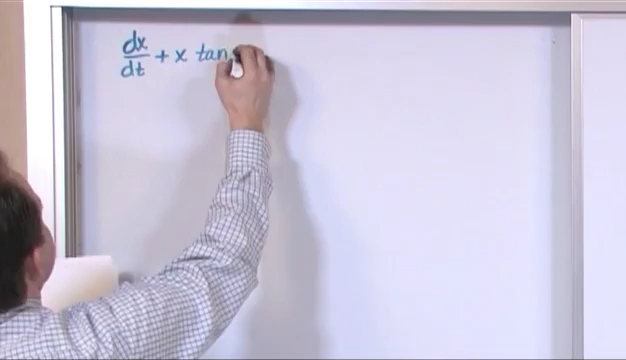 dx/dt + x tan